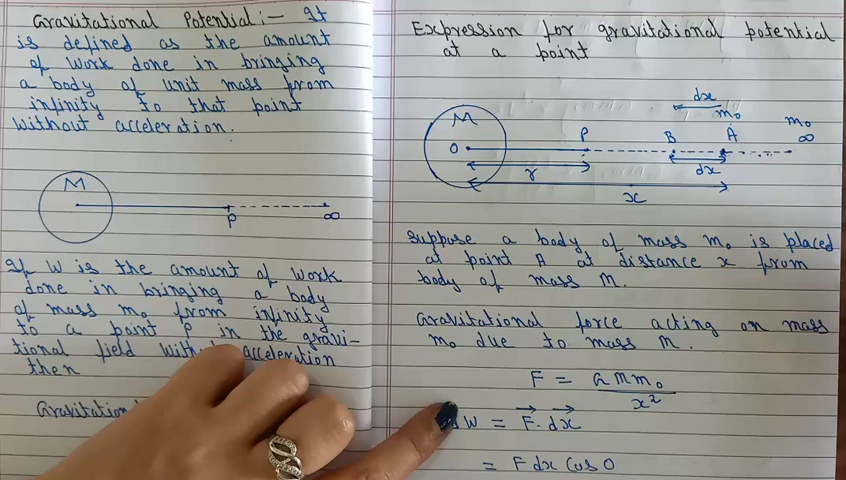 Gravitational Potential:- It
is defined as the amount
of work done in bringing
a body of unit mass from
infinity to that point
without acceleration.
M
P
∞
If W is the amount of work
done in bringing a body
of mass m₀ from infinity
to a point P in the gravi-
tional field without acceleration
then
Gravitation
Expression for gravitational potential
at a point
dx
M
m₀
m₀
O
P
B
A
∞
r
dx
x
Suppose a body of mass m₀ is placed
at point A at distance x from
body of mass M.
Gravitational force acting on mass
m₀ due to mass M.
F = G M m₀ / x²
dW = F⃗ . dx⃗
= F dx Cos 0